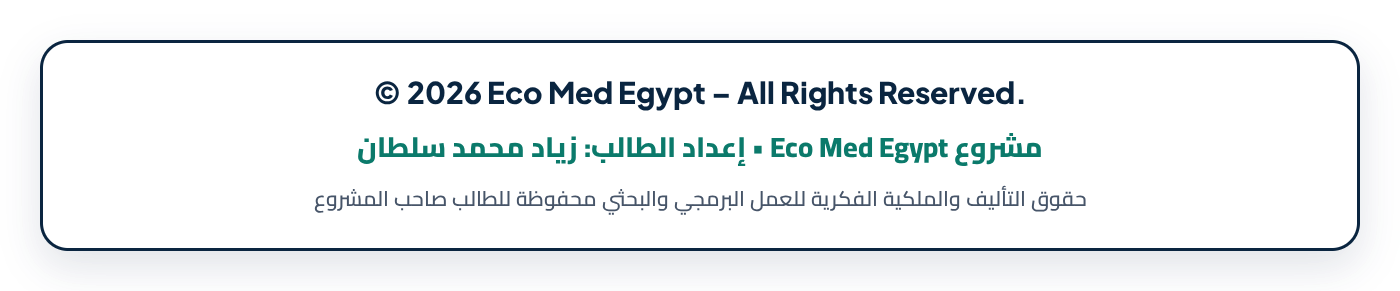 © 2026 Eco Med Egypt – All Rights Reserved.
مشروع Eco Med Egypt ▪ إعداد الطالب: زياد محمد سلطان
حقوق التأليف والملكية الفكرية للعمل البرمجي والبحثي محفوظة للطالب صاحب المشروع